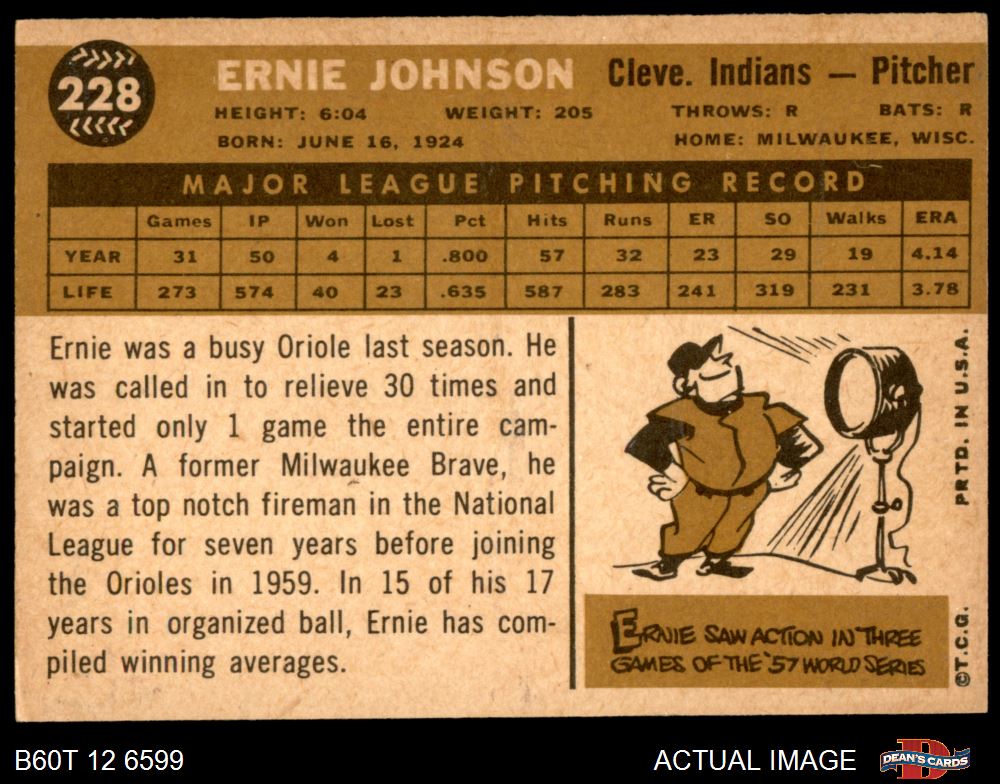 228
ERNIE JOHNSON Cleve. Indians — Pitcher
HEIGHT: 6:04 WEIGHT: 205 THROWS: R BATS: R
BORN: JUNE 16, 1924 HOME: MILWAUKEE, WISC.
MAJOR LEAGUE PITCHING RECORD
Games IP Won Lost Pct Hits Runs ER SO Walks ERA
YEAR 31 50 4 1 .800 57 32 23 29 19 4.14
LIFE 273 574 40 23 .635 587 283 241 319 231 3.78
Ernie was a busy Oriole last season. He
was called in to relieve 30 times and
started only 1 game the entire cam-
paign. A former Milwaukee Brave, he
was a top notch fireman in the National
League for seven years before joining
the Orioles in 1959. In 15 of his 17
years in organized ball, Ernie has com-
piled winning averages.
ERNIE SAW ACTION IN THREE
GAMES OF THE '57 WORLD SERIES
©T.C.G. PRTD. IN U.S.A.
B60T 12 6599 ACTUAL IMAGE DEAN'S CARDS